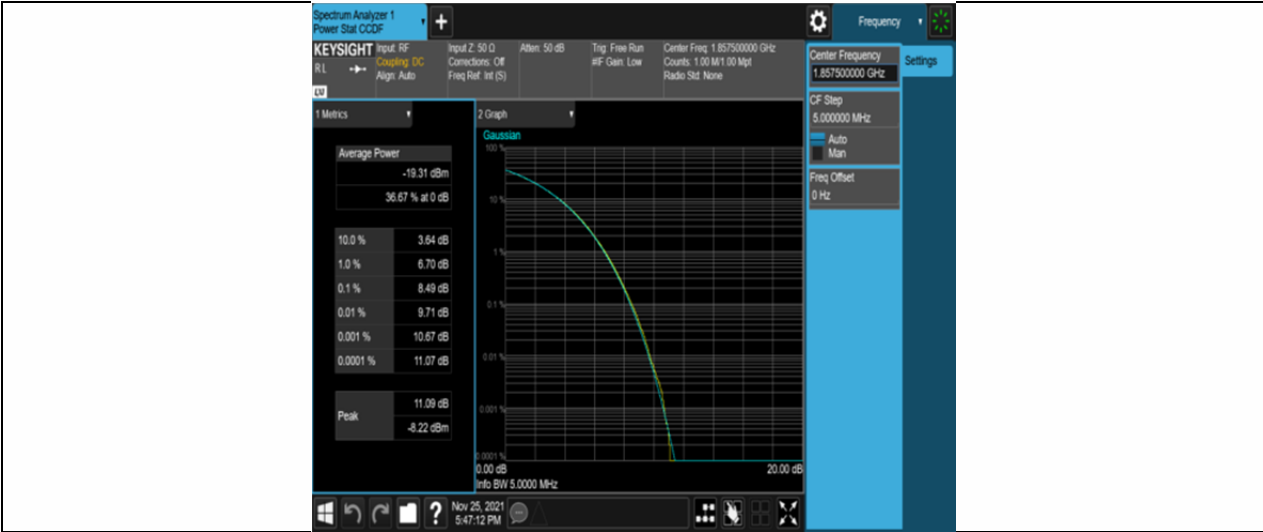 Spectrum Analyzer 1
Power Stat CCDF
+
Frequency
KEYSIGHT
RL
LV
Input: RF
Coupling: DC
Align: Auto
Input Z: 50 Ω
Corrections: Off
Freq Ref: Int (S)
Atten: 50 dB
Trig: Free Run
#IF Gain: Low
Center Freq: 1.857500000 GHz
Counts: 1.00 M/1.00 Mpt
Radio Std: None
Center Frequency
1.857500000 GHz
Settings
CF Step
5.000000 MHz
Auto
Man
Freq Offset
0 Hz
1 Metrics
Average Power
-19.31 dBm
36.67 % at 0 dB
10.0 % 3.64 dB
1.0 % 6.70 dB
0.1 % 8.49 dB
0.01 % 9.71 dB
0.001 % 10.67 dB
0.0001 % 11.07 dB
Peak
11.09 dB
-8.22 dBm
2 Graph
Gaussian
100 %
10 %
1 %
0.1 %
0.01 %
0.001 %
0.0001 %
0.00 dB 20.00 dB
Info BW 5.0000 MHz
?
Nov 25, 2021
5:47:12 PM